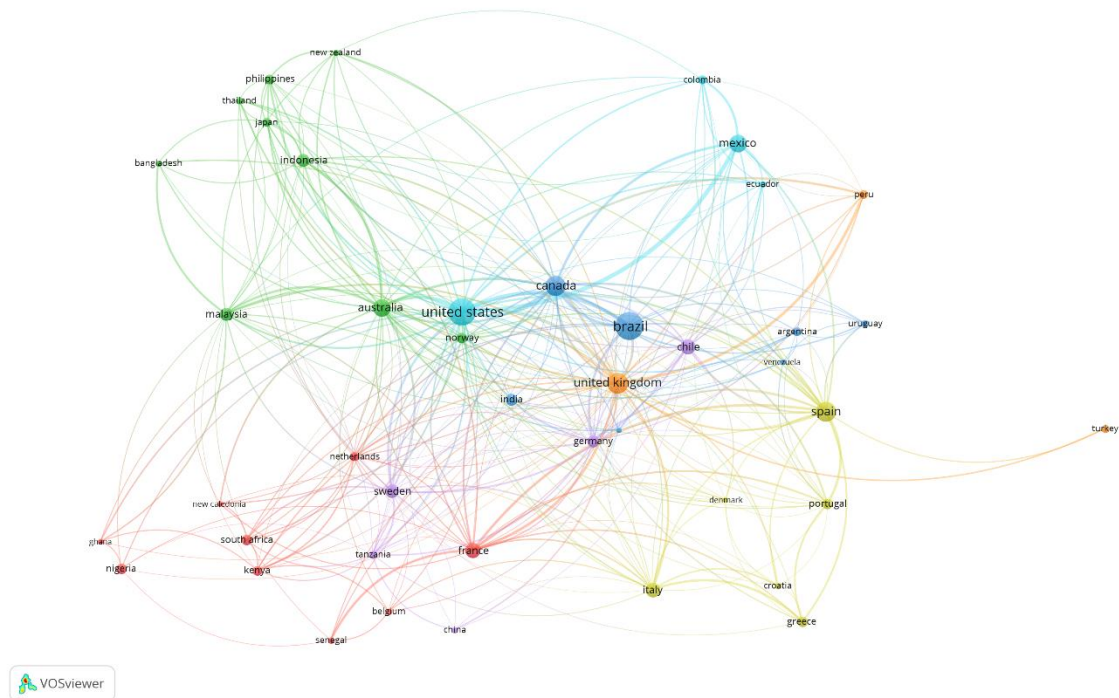 new zealand
philippines
colombia
thailand
japan
mexico
indonesia
bangladesh
ecuador
peru
canada
australia
united states
malaysia
brazil
uruguay
argentina
norway
chile
venezuela
united kingdom
india
spain
turkey
germany
netherlands
sweden
denmark
portugal
new caledonia
south africa
ghana
france
tanzania
nigeria
kenya
croatia
italy
belgium
greece
china
senegal
VOSviewer